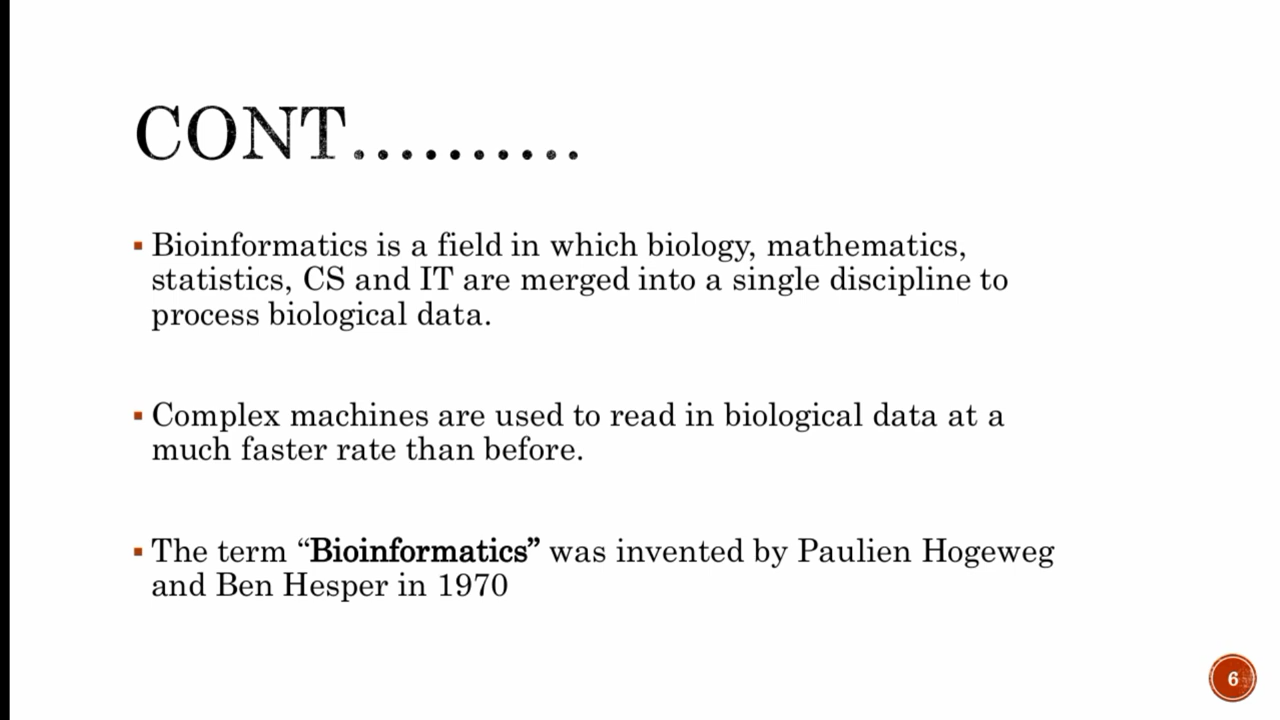 CONT..........
▪ Bioinformatics is a field in which biology, mathematics,
statistics, CS and IT are merged into a single discipline to
process biological data.
▪ Complex machines are used to read in biological data at a
much faster rate than before.
▪ The term “Bioinformatics” was invented by Paulien Hogeweg
and Ben Hesper in 1970
6